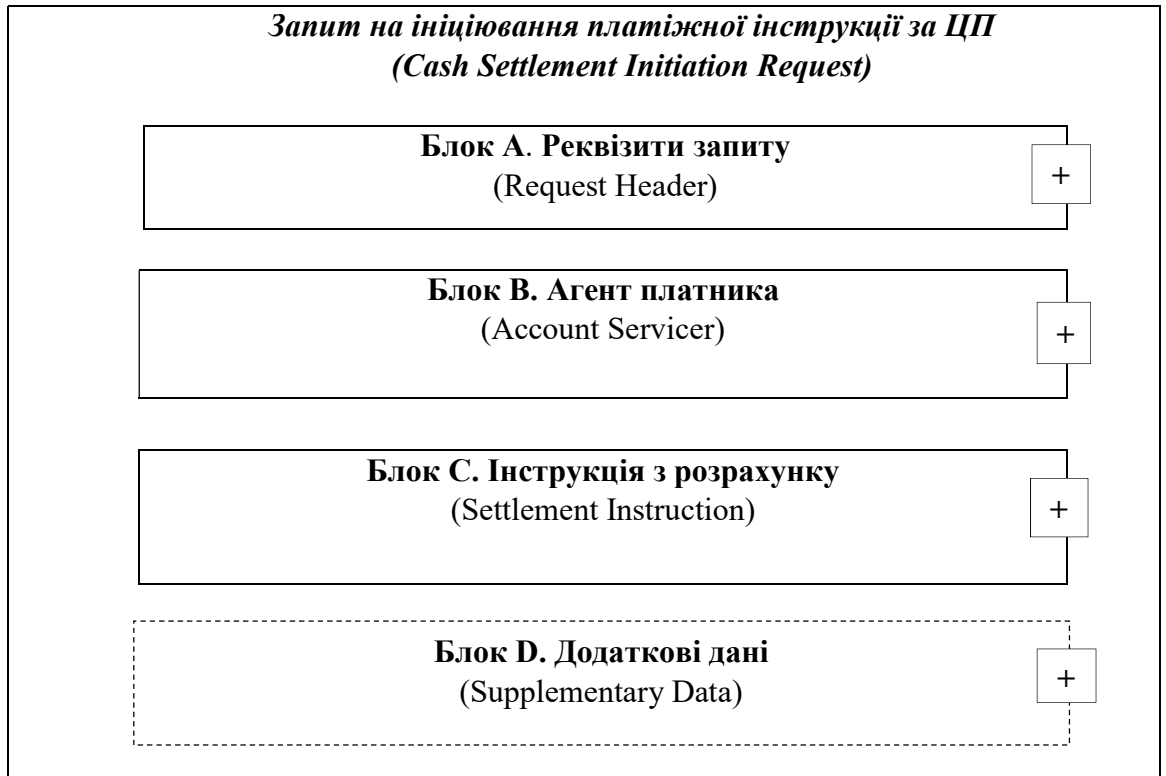 Запит на ініціювання платіжної інструкції за ЦП
(Cash Settlement Initiation Request)
Блок A. Реквізити запиту
(Request Header)
+
Блок B. Агент платника
(Account Servicer)
+
Блок C. Інструкція з розрахунку
(Settlement Instruction)
+
Блок D. Додаткові дані
(Supplementary Data)
+